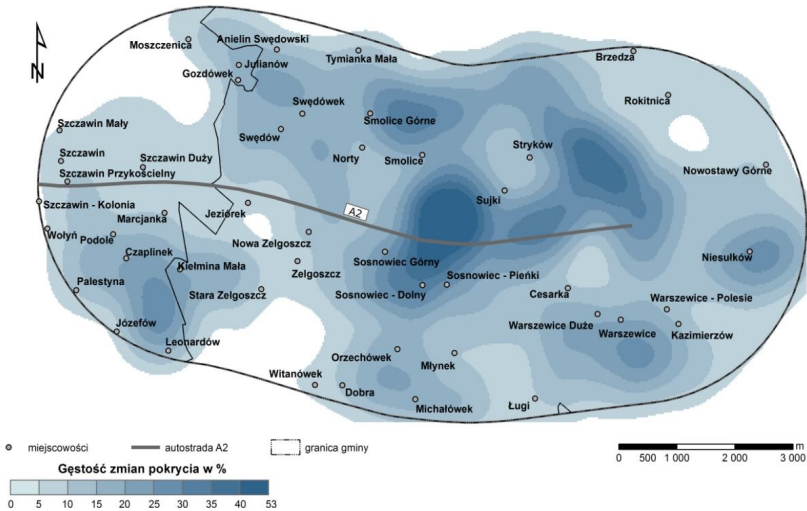 Moszczenica
Anielin Swędowski
Julianów
Gozdówek
Tymianka Mała
Brzedza
Rokitnica
Swędówek
Smolice Górne
Szczawin Mały
Swędów
Stryków
Norty
Smolice
Szczawin
Szczawin Duży
Nowostawy Górne
Szczawin Przykościelny
Sujki
Szczawin - Kolonia
Jeziorek
A2
Marcjanka
Wołyń
Podole
Nowa Zelgoszcz
Czaplinek
Sosnowiec Górny
Niesułków
Kiełmina Mała
Zelgoszcz
Sosnowiec - Pieńki
Palestyna
Stara Zelgoszcz
Sosnowiec - Dolny
Cesarka
Warszewice - Polesie
Józefów
Warszewice Duże
Warszewice
Kazimierzów
Leonardów
Orzechówek
Młynek
Witanówek
Dobra
Michałówek
Ługi
N
miejscowości
autostrada A2
granica gminy
m
0 500 1 000 2 000 3 000
Gęstość zmian pokrycia w %
0 5 10 15 20 25 30 35 40 53